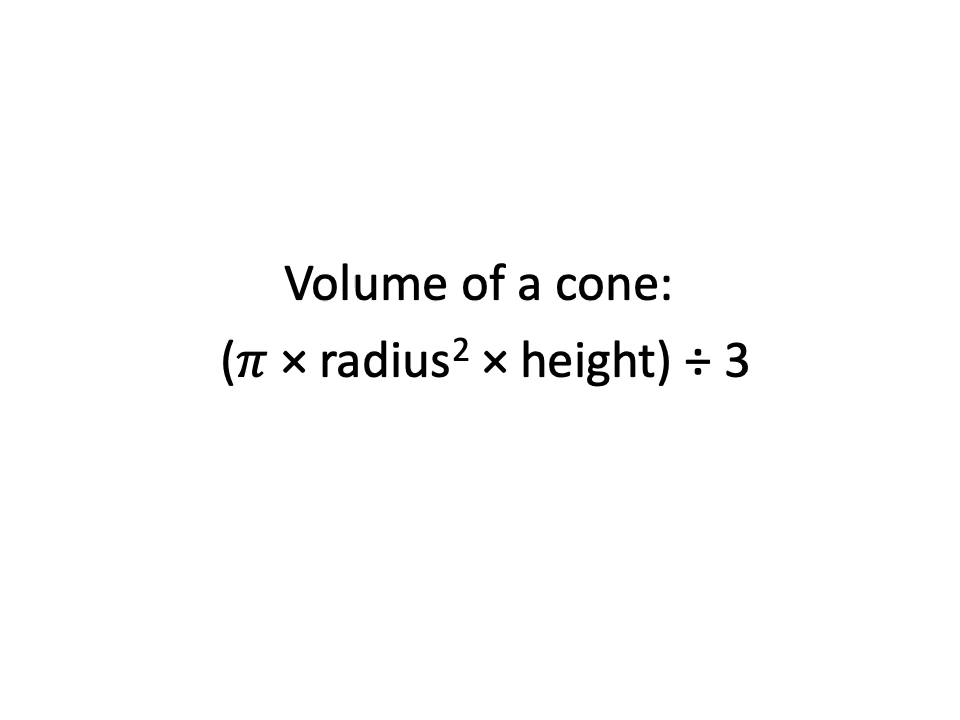 Volume of a cone:
(𝜋 × radius² × height) ÷ 3